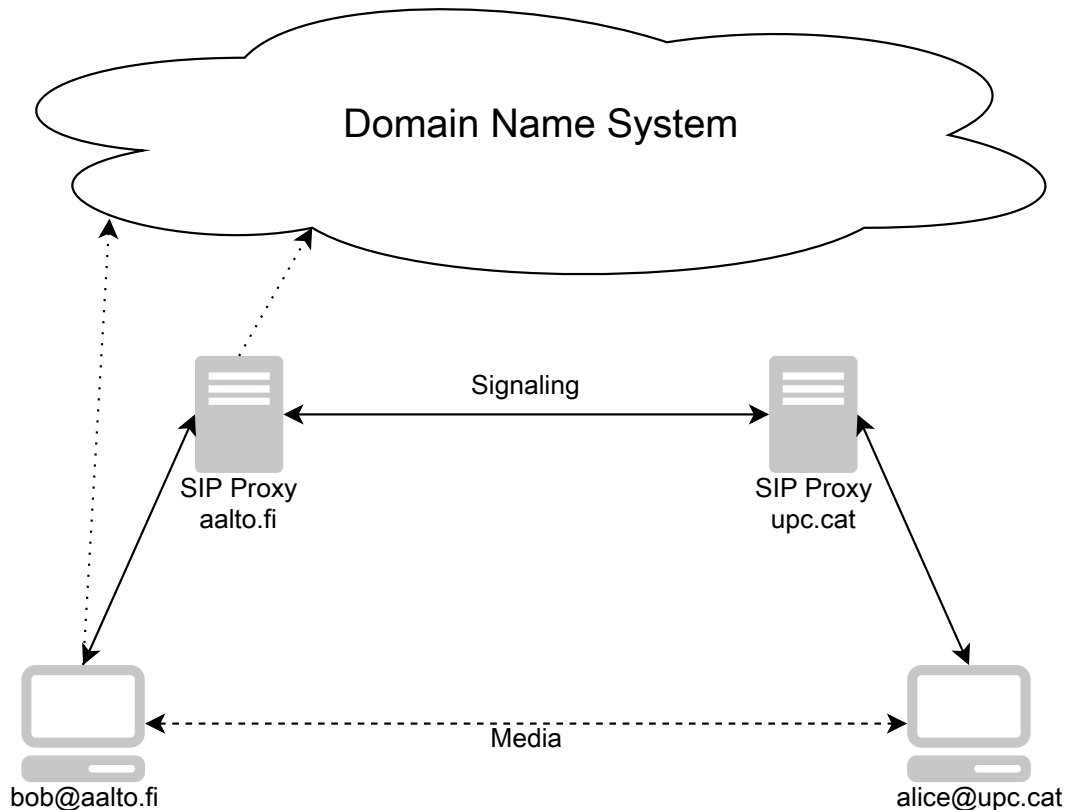 Domain Name System
Signaling
SIP Proxy
aalto.fi
SIP Proxy
upc.cat
Media
bob@aalto.fi
alice@upc.cat